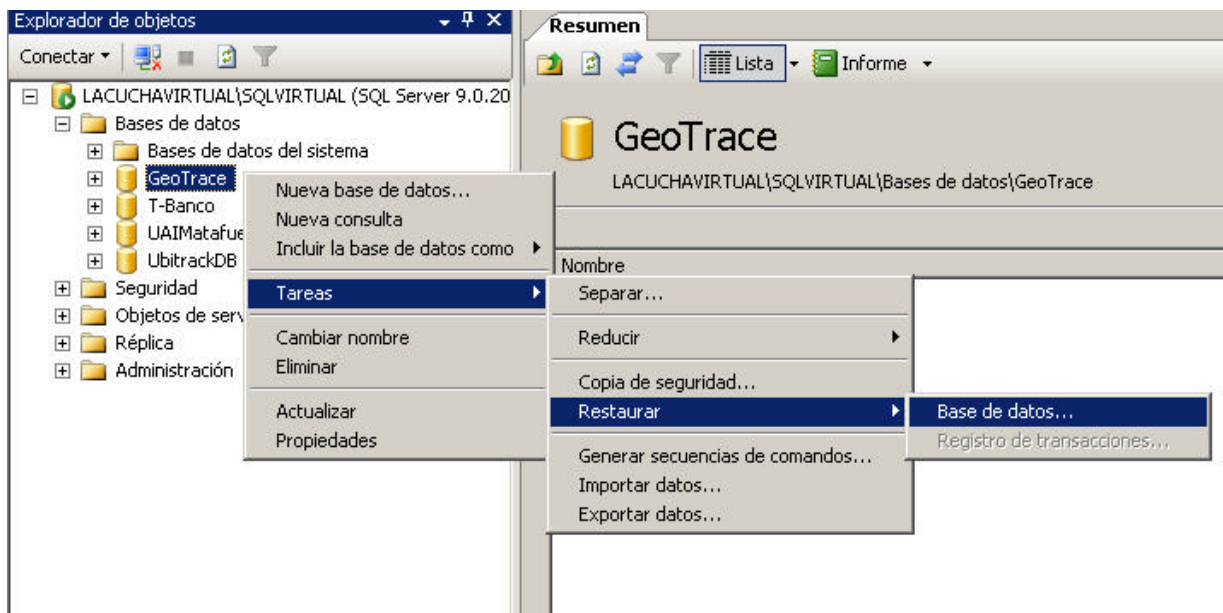 Explorador de objetos
Conectar
LACUCHAVIRTUAL\SQLVIRTUAL (SQL Server 9.0.20
Bases de datos
Bases de datos del sistema
GeoTrace
T-Banco
UAIMatafue
UbitrackDB
Seguridad
Objetos de serv
Réplica
Administración
Nueva base de datos...
Nueva consulta
Incluir la base de datos como
Tareas
Cambiar nombre
Eliminar
Actualizar
Propiedades
Resumen
Lista
Informe
GeoTrace
LACUCHAVIRTUAL\SQLVIRTUAL\Bases de datos\GeoTrace
Nombre
Separar...
Reducir
Copia de seguridad...
Restaurar
Generar secuencias de comandos...
Importar datos...
Exportar datos...
Base de datos...
Registro de transacciones...